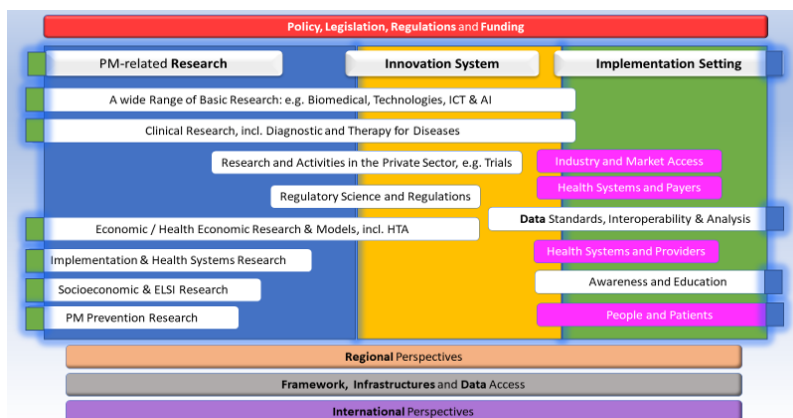 Policy, Legislation, Regulations and Funding
PM-related Research
Innovation System
Implementation Setting
A wide Range of Basic Research: e.g. Biomedical, Technologies, ICT & AI
Clinical Research, incl. Diagnostic and Therapy for Diseases
Research and Activities in the Private Sector, e.g. Trials
Industry and Market Access
Health Systems and Payers
Regulatory Science and Regulations
Data Standards, Interoperability & Analysis
Economic / Health Economic Research & Models, incl. HTA
Health Systems and Providers
Implementation & Health Systems Research
Awareness and Education
Socioeconomic & ELSI Research
People and Patients
PM Prevention Research
Regional Perspectives
Framework, Infrastructures and Data Access
International Perspectives